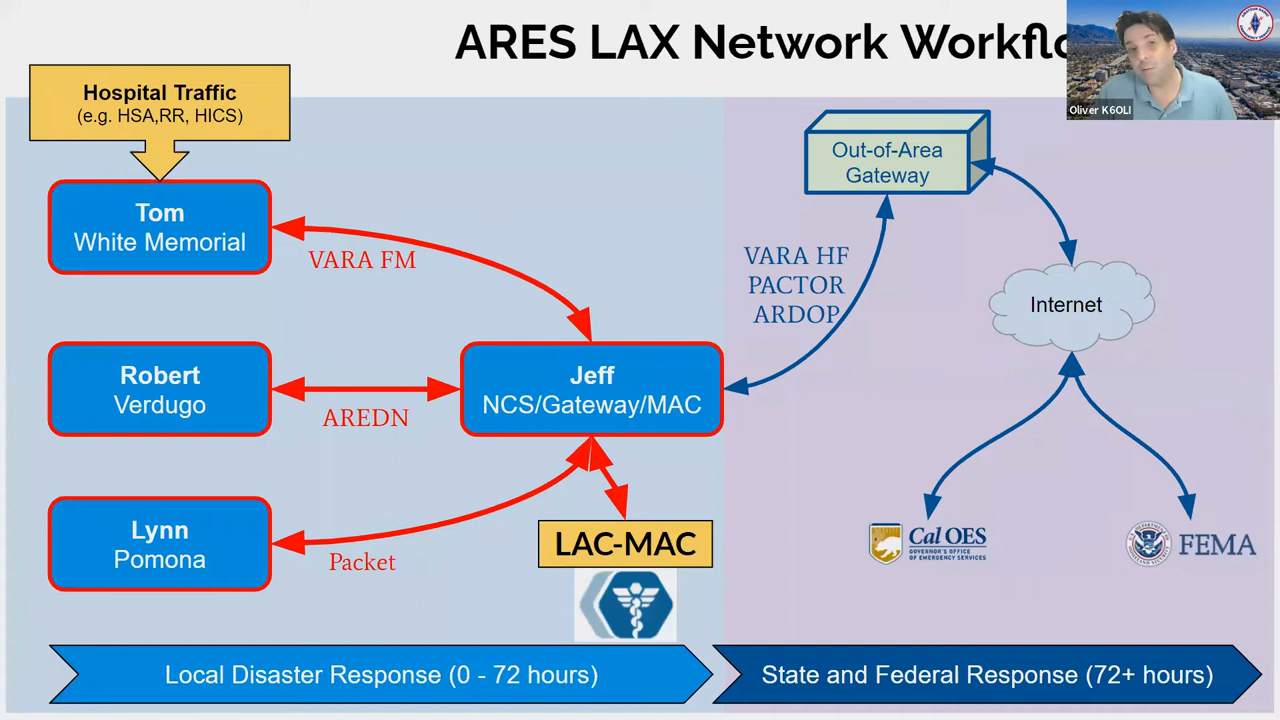 ARES LAX Network Workflo
Oliver K6OLI
Hospital Traffic
(e.g. HSA,RR, HICS)
Tom
White Memorial
VARA FM
Robert
Verdugo
AREDN
Jeff
NCS/Gateway/MAC
Lynn
Pomona
Packet
LAC-MAC
Out-of-Area
Gateway
VARA HF
PACTOR
ARDOP
Internet
Cal OES
GOVERNOR'S OFFICE
OF EMERGENCY SERVICES
FEMA
Local Disaster Response (0 - 72 hours)
State and Federal Response (72+ hours)